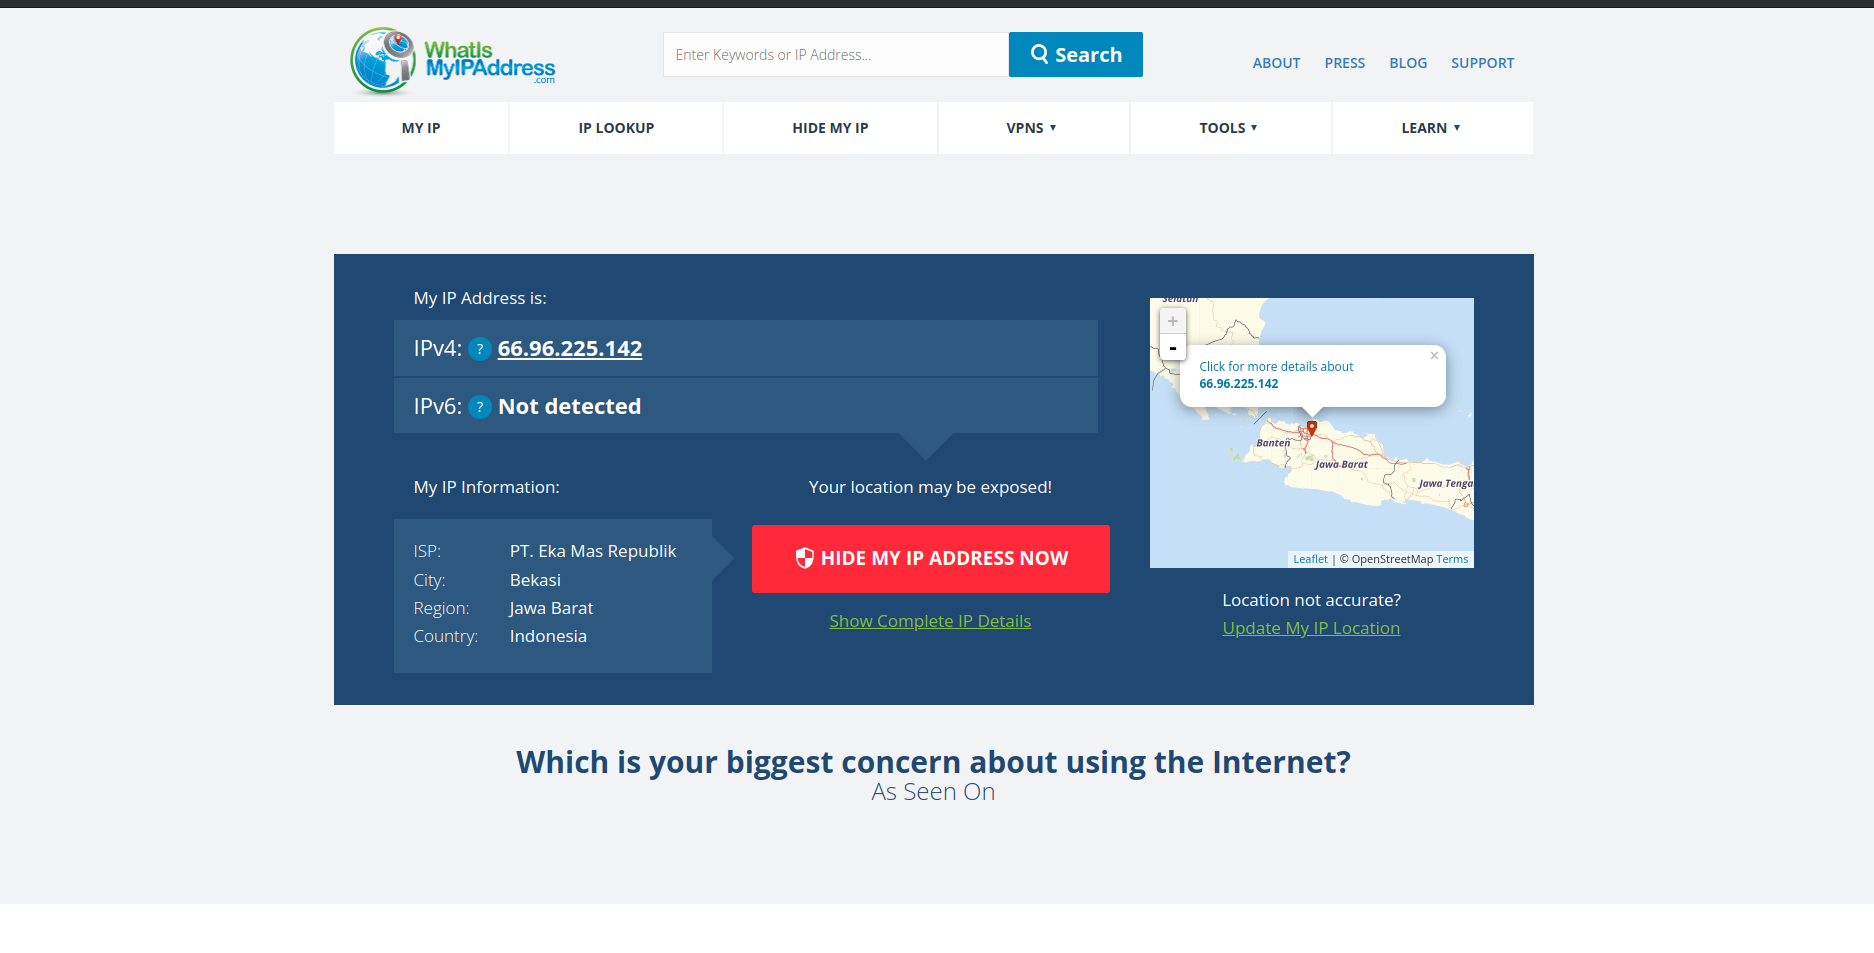 WhatIs
MyIPAddress
.com
Enter Keywords or IP Address...
Search
ABOUT PRESS BLOG SUPPORT
MY IP IP LOOKUP HIDE MY IP VPNS ▼ TOOLS ▼ LEARN ▼
My IP Address is:
IPv4: ? 66.96.225.142
IPv6: ? Not detected
My IP Information:
ISP: PT. Eka Mas Republik
City: Bekasi
Region: Jawa Barat
Country: Indonesia
Your location may be exposed!
HIDE MY IP ADDRESS NOW
Show Complete IP Details
Selatan
+
-
×
Click for more details about
66.96.225.142
Banten
Jawa Barat
Jawa Tenga
Leaflet | © OpenStreetMap Terms
Location not accurate?
Update My IP Location
Which is your biggest concern about using the Internet?
As Seen On